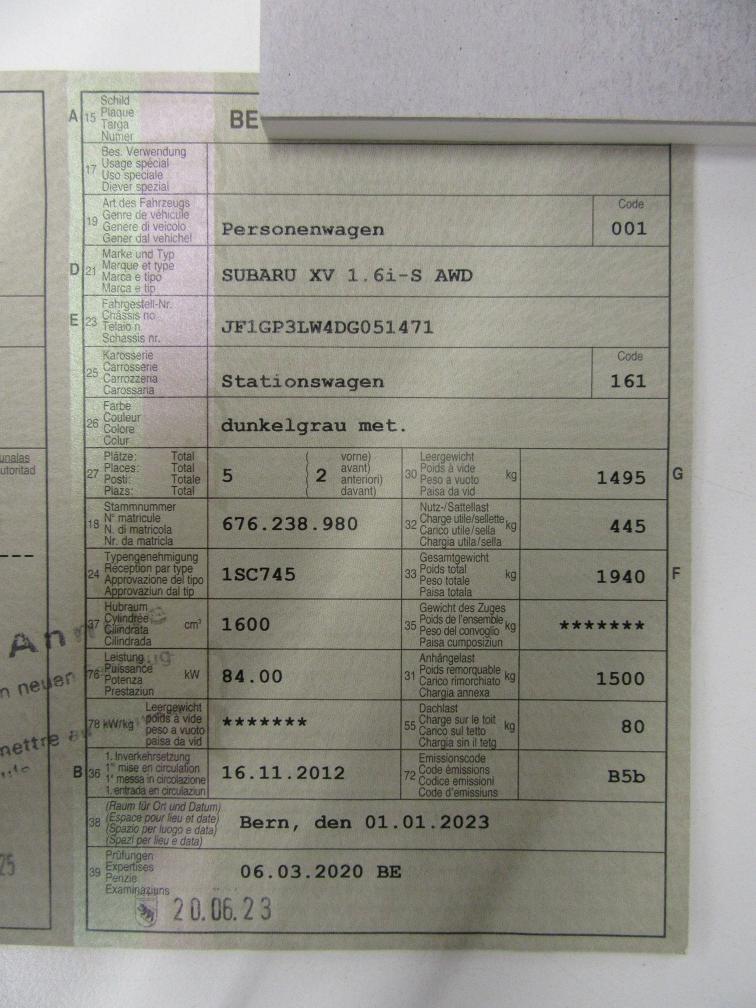 Schild
A 15 Plaque BE
Targa
Numer
Bes. Verwendung
17 Usage spécial
Uso speciale
Diever spezial
Art des Fahrzeugs Code
19 Genre de véhicule
Genere di veicolo Personenwagen 001
Gener dal vehichel
Marke und Typ
D 21 Marque et type SUBARU XV 1.6i-S AWD
Marca e tipo
Marca e tip
Fahrgestell-Nr.
E 23 Châssis no JF1GP3LW4DG051471
Telaio n.
Schassis nr.
Karosserie Code
25 Carrosserie
Carrozzeria Stationswagen 161
Carossaria
Farbe
26 Couleur dunkelgrau met.
Colore
Colur
Plätze: Total ( vorne) Leergewicht
27 Places: Total 5 2 avant) 30 Poids à vide kg 1495 G
Posti: Totale anteriori) Peso a vuoto
Plazs: Total ( davant) Paisa da vid
Stammnummer Nutz-/Sattellast
18 N° matricule 676.238.980 32 Charge utile/sellette kg 445
N. di matricola Carico utile/sella
Nr. da matricla Chargia utila/sella
Typengenehmigung Gesamtgewicht
24 Réception par type 1SC745 33 Poids total kg 1940 F
Approvazione del tipo Peso totale
Approvaziun dal tip Paisa totala
Hubraum Gewicht des Zuges
37 Cylindrée cm³ 1600 35 Poids de l'ensemble kg *******
Cilindrata Peso del convoglio
Cilindrada Paisa cumposiziun
Leistung Anhängelast
76 Puissance kW 84.00 31 Poids remorquable kg 1500
Potenza Carico rimorchiato
Prestaziun Chargia annexa
Leergewicht Dachlast
78 kW/kg poids à vide ******* 55 Charge sur le toit kg 80
peso a vuoto Carico sul tetto
paisa da vid Chargia sin il tetg
1. Inverkehrsetzung Emissionscode
B 36 1re mise en circulation 16.11.2012 72 Code émissions B5b
1a messa in circolazione Codice emissioni
1. entrada en circulaziun Code d'emissiuns
(Raum für Ort und Datum)
38 (Espace pour lieu et date) Bern, den 01.01.2023
(Spazio per luogo e data)
(Spazi per lieu e data)
Prüfungen
39 Expertises 06.03.2020 BE
Perizie
Examinaziuns
20.06.23
n neuen
25